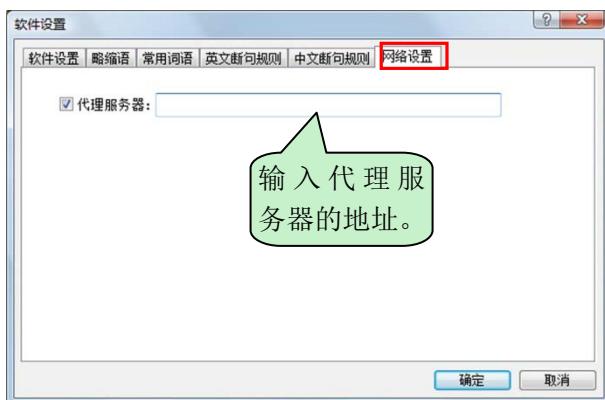 软件设置
软件设置 略缩语 常用词语 英文断句规则 中文断句规则 网络设置
代理服务器:
输入代理服
务器的地址。
确定 取消